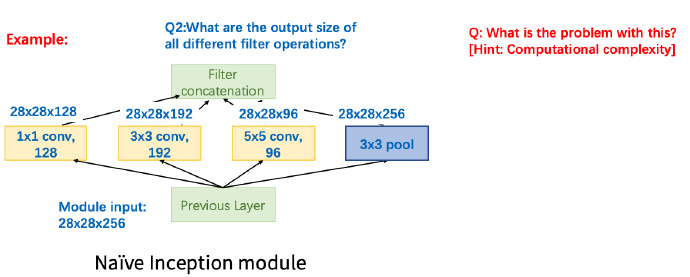 Example:
Q2:What are the output size of
all different filter operations?
Q: What is the problem with this?
[Hint: Computational complexity]
Filter
concatenation
28x28x128
28x28x192
28x28x96
28x28x256
1x1 conv,
128
3x3 conv,
192
5x5 conv,
96
3x3 pool
Module input:
28x28x256
Previous Layer
Naïve Inception module